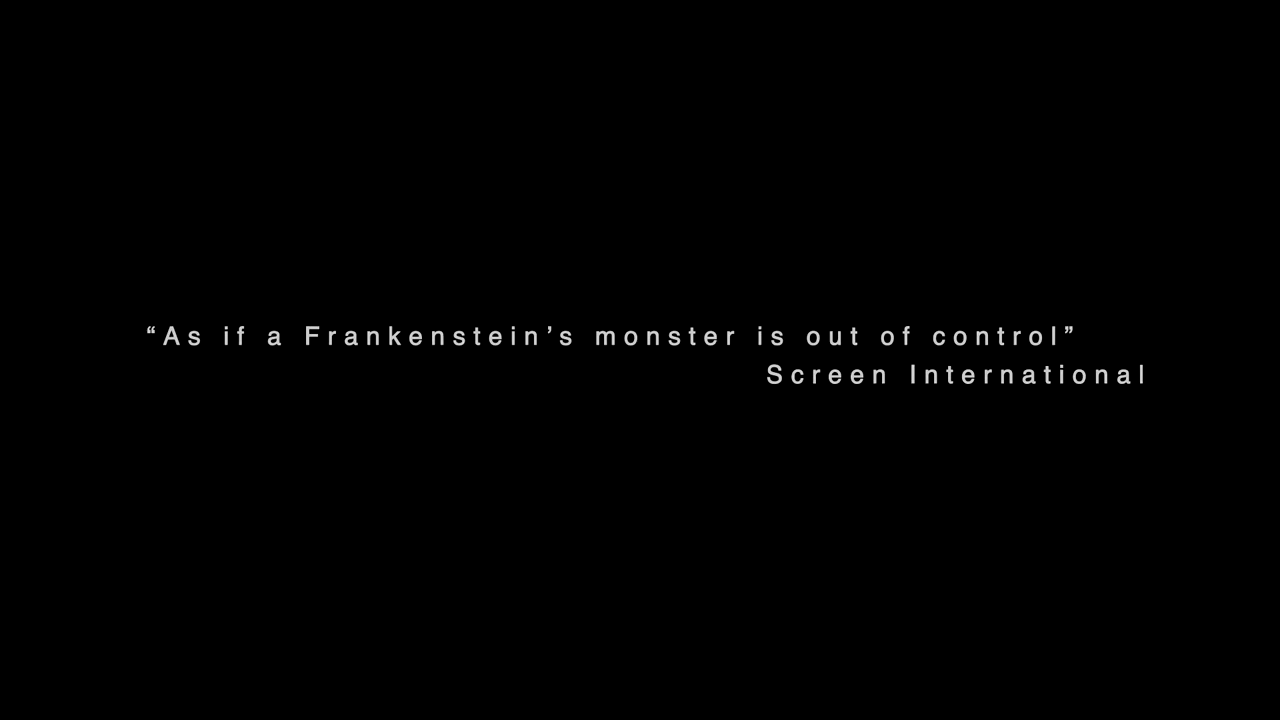 “As if a Frankenstein’s monster is out of control”
Screen International